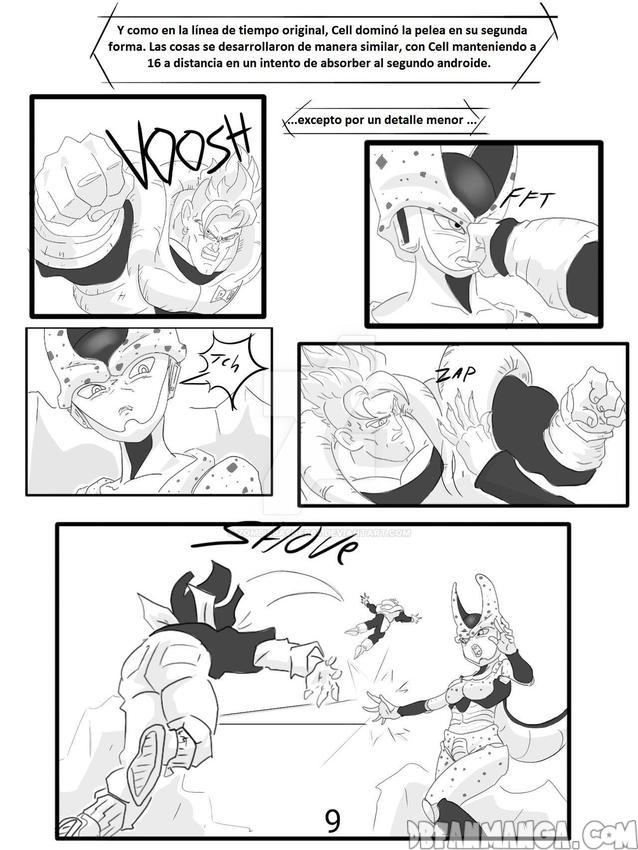 Y como en la línea de tiempo original, Cell dominó la pelea en su segunda
forma. Las cosas se desarrollaron de manera similar, con Cell manteniendo a
16 a distancia en un intento de absorber al segundo androide.
...excepto por un detalle menor ...
VOOSH
FFT
Tch
ZAP
SHOVE
9
DBFANMANGA.COM